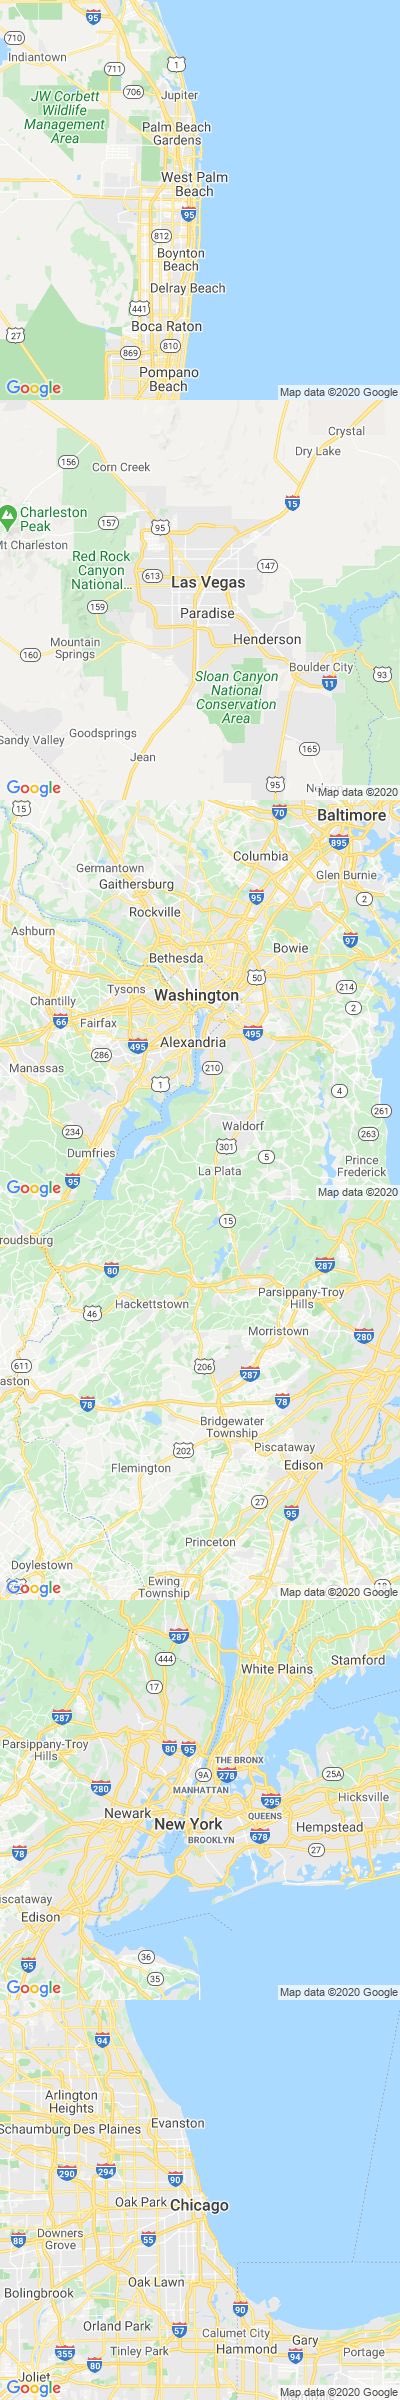 95
710
Indiantown
711
1
706
Jupiter
JW Corbett
Wildlife
Management
Area
Palm Beach
Gardens
West Palm
Beach
95
812
Boynton
Beach
Delray Beach
441
Boca Raton
27
869
810
Pompano
Beach
Google
Map data ©2020 Google
Crystal
Dry Lake
156
Corn Creek
15
Charleston
Peak
157
95
Mt Charleston
Red Rock
Canyon
National...
147
613
Las Vegas
159
Paradise
Henderson
Mountain
Springs
160
Boulder City
93
Sloan Canyon
National
Conservation
Area
11
Goodsprings
Sandy Valley
165
Jean
95
Google
Map data ©2020
15
70
Baltimore
895
Columbia
Germantown
Glen Burnie
Gaithersburg
95
2
Rockville
Ashburn
97
Bowie
Bethesda
50
Tysons
214
Washington
Chantilly
2
66
Fairfax
495
495
Alexandria
286
210
Manassas
1
4
261
Waldorf
234
263
301
Dumfries
5
Prince
Frederick
La Plata
95
Google
Map data ©2020
15
roudsburg
80
287
Parsippany-Troy
Hills
Hackettstown
46
Morristown
280
611
206
287
aston
78
78
Bridgewater
Township
202
Piscataway
Edison
Flemington
27
95
Princeton
Doylestown
Ewing
Township
Google
Map data ©2020 Google
287
444
White Plains
Stamford
17
287
Parsippany-Troy
Hills
80
95
THE BRONX
9A
278
25A
280
MANHATTAN
295
Hicksville
Newark
QUEENS
New York
Hempstead
678
BROOKLYN
27
78
iscataway
Edison
36
95
35
Google
Map data ©2020 Google
94
Arlington
Heights
Evanston
Schaumburg
Des Plaines
290
294
90
Oak Park
Chicago
88
Downers
Grove
55
Oak Lawn
Bolingbrook
90
Orland Park
57
Calumet City
Gary
355
Tinley Park
Hammond
Portage
94
80
Joliet
Google
Map data ©2020 Google